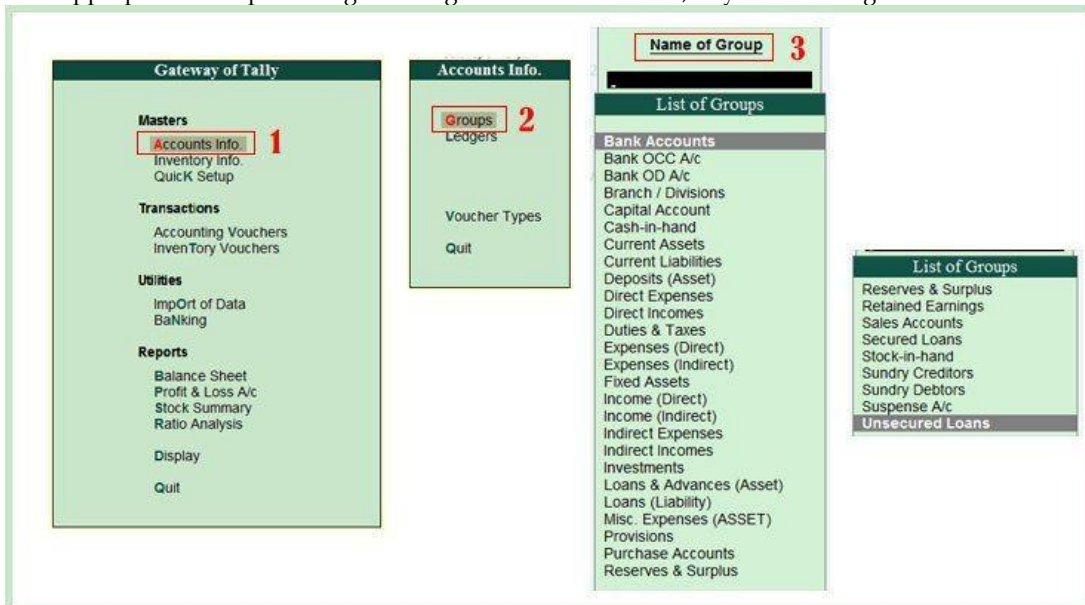 Gateway of Tally
Masters
Accounts Info.
1
Inventory Info.
QuicK Setup
Transactions
Accounting Vouchers
InvenTory Vouchers
Utilities
ImpOrt of Data
BaNking
Reports
Balance Sheet
Profit & Loss A/c
Stock Summary
Ratio Analysis
Display
Quit
Accounts Info.
Groups
2
Ledgers
Voucher Types
Quit
Name of Group
3
List of Groups
Bank Accounts
Bank OCC A/c
Bank OD A/c
Branch / Divisions
Capital Account
Cash-in-hand
Current Assets
Current Liabilities
Deposits (Asset)
Direct Expenses
Direct Incomes
Duties & Taxes
Expenses (Direct)
Expenses (Indirect)
Fixed Assets
Income (Direct)
Income (Indirect)
Indirect Expenses
Indirect Incomes
Investments
Loans & Advances (Asset)
Loans (Liability)
Misc. Expenses (ASSET)
Provisions
Purchase Accounts
Reserves & Surplus
List of Groups
Reserves & Surplus
Retained Earnings
Sales Accounts
Secured Loans
Stock-in-hand
Sundry Creditors
Sundry Debtors
Suspense A/c
Unsecured Loans